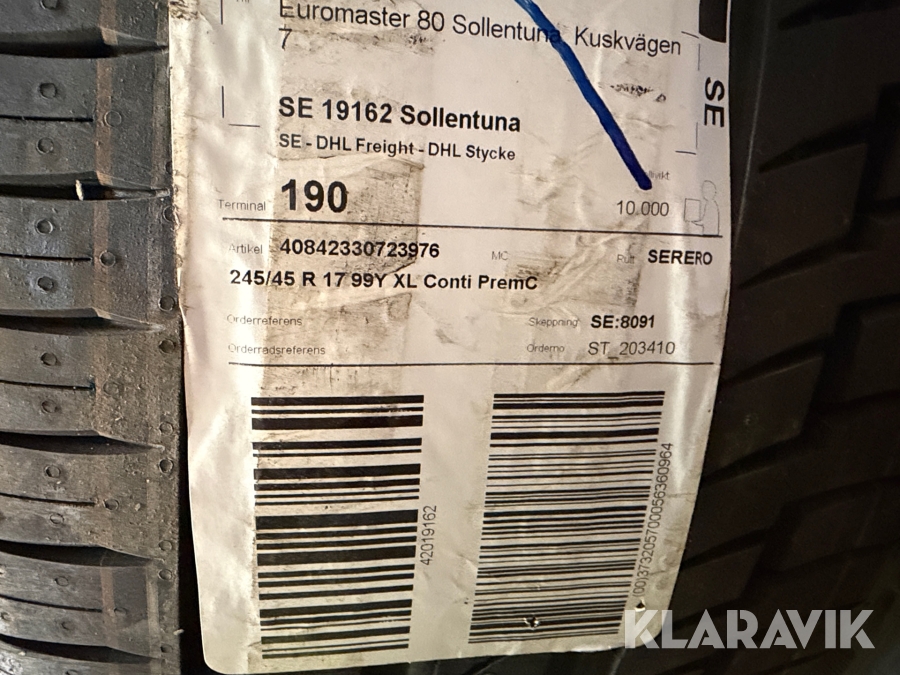 Euromaster 80 Sollentuna, Kuskvägen
7
SE
SE 19162 Sollentuna
SE - DHL Freight - DHL Stycke
Terminal 190
10.000
Artikel 40842330723976 MC Rutt SERERO
245/45 R 17 99Y XL Conti PremC
Orderreferens Skeppning SE:8091
Orderradsreferens Orderno ST_203410
42019162
(00)373205700056360964
KLARAVIK